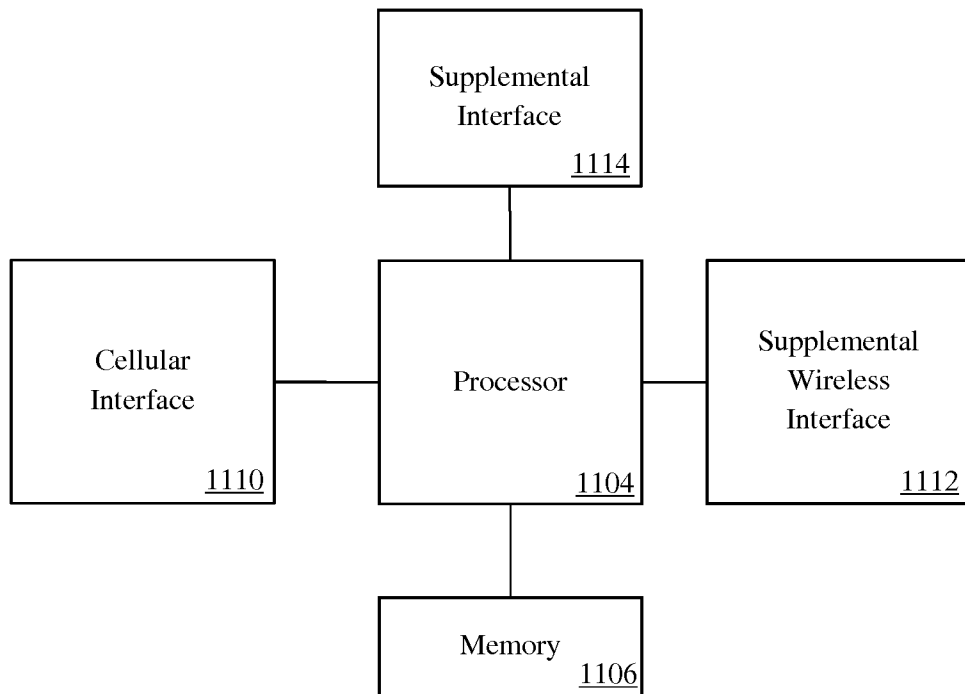 Supplemental
Interface
1114
Cellular
Interface
1110
Processor
1104
Supplemental
Wireless
Interface
1112
Memory
1106